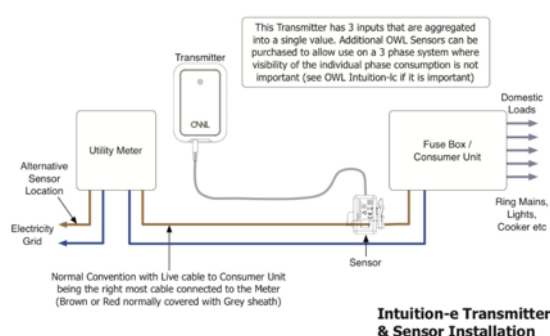 This Transmitter has 3 inputs that are aggregated
into a single value. Additional OWL Sensors can be
purchased to allow use on a 3 phase system where
visibility of the individual phase consumption is not
important (see OWL Intuition-lc if it is important)
Transmitter
OWL
Domestic
Loads
Utility Meter
Fuse Box /
Consumer Unit
Alternative
Sensor
Location
Electricity
Grid
Ring Mains,
Lights,
Cooker etc
Sensor
Normal Convention with Live cable to Consumer Unit
being the right most cable connected to the Meter
(Brown or Red normally covered with Grey sheath)
Intuition-e Transmitter
& Sensor Installation